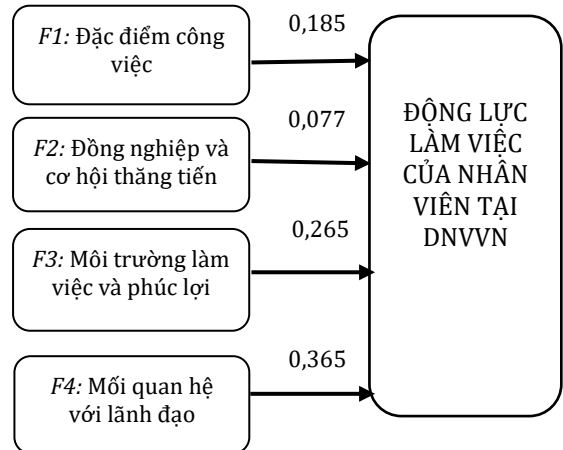 F1: Đặc điểm công
việc
0,185
F2: Đồng nghiệp và
cơ hội thăng tiến
0,077
F3: Môi trường làm
việc và phúc lợi
0,265
F4: Mối quan hệ
với lãnh đạo
0,365
ĐỘNG LỰC
LÀM VIỆC
CỦA NHÂN
VIÊN TẠI
DNVVN